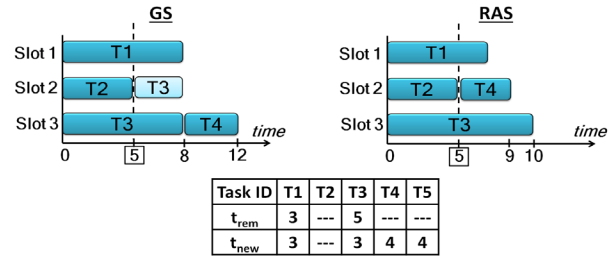 GS
RAS
Slot 1 T1
Slot 2 T2 T3
Slot 3 T3 T4
time
0 5 8 12
Slot 1 T1
Slot 2 T2 T4
Slot 3 T3
time
0 5 9 10
Task ID T1 T2 T3 T4 T5
trem 3 --- 5 --- ---
tnew 3 --- 3 4 4